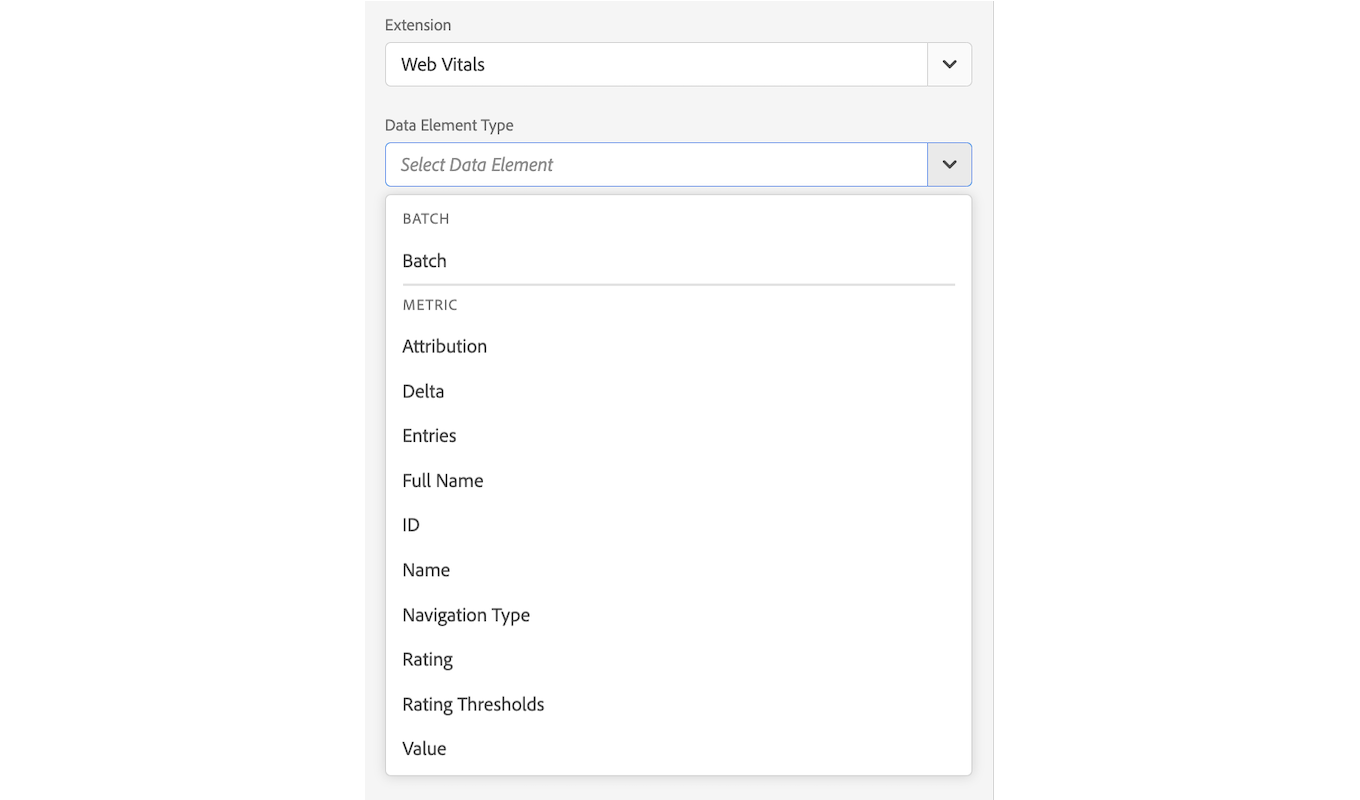 Extension
Web Vitals
Data Element Type
Select Data Element
BATCH
Batch
METRIC
Attribution
Delta
Entries
Full Name
ID
Name
Navigation Type
Rating
Rating Thresholds
Value